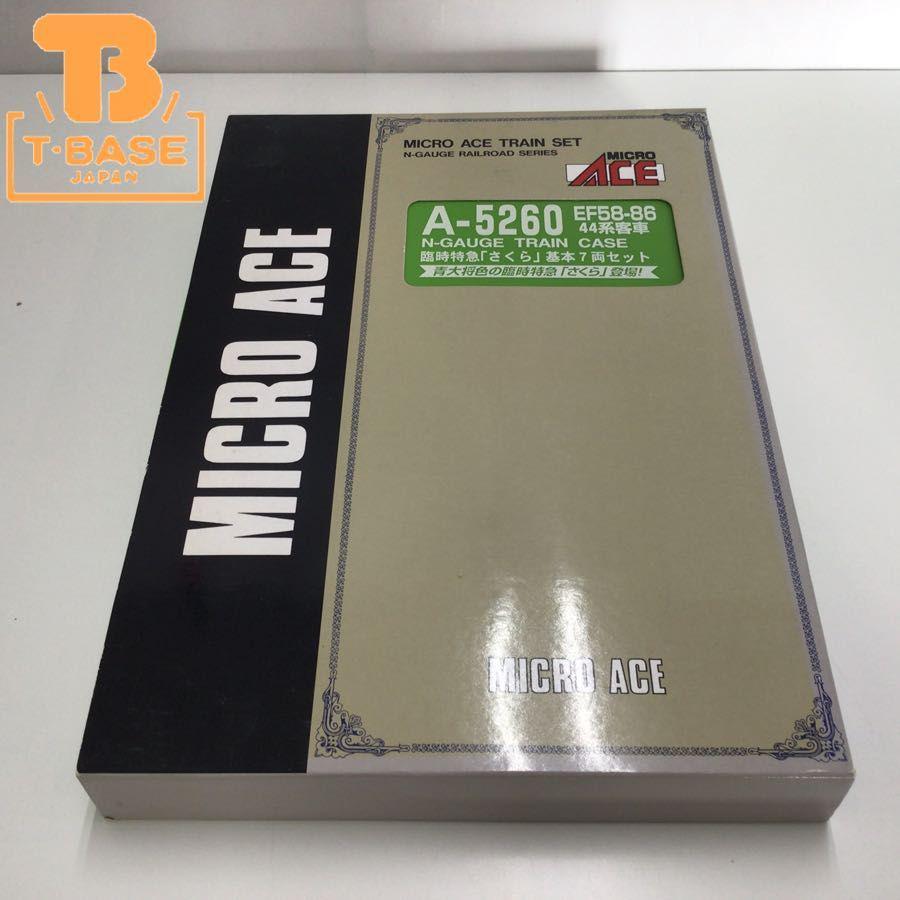 T·BASE
JAPAN
MICRO ACE TRAIN SET
N-GAUGE RAILROAD SERIES
MICRO
ACE
A-5260 EF58-86
44系客車
N-GAUGE TRAIN CASE
臨時特急「さくら」基本7両セット
青大将色の臨時特急「さくら」登場!
MICRO ACE
MICRO ACE